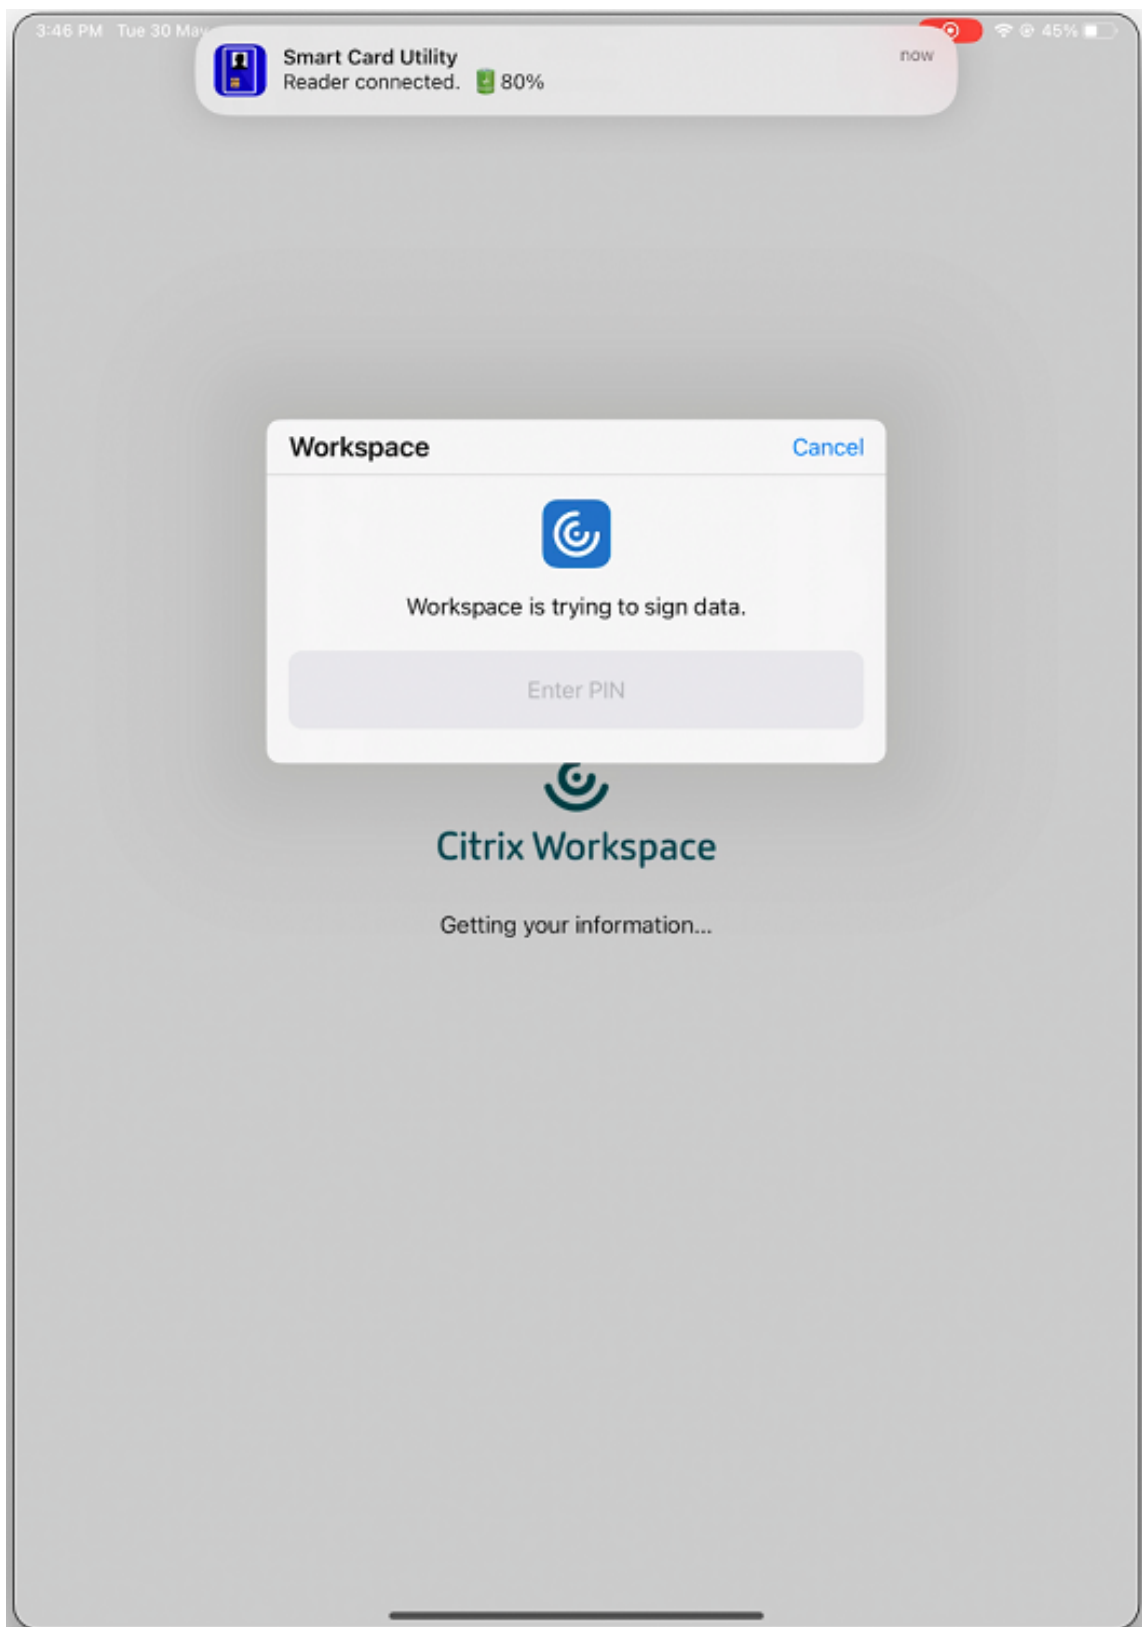 3:46 PM Tue 30 May
45%
Smart Card Utility
now
Reader connected. 80%
Workspace
Cancel
Workspace is trying to sign data.
Enter PIN
Citrix Workspace
Getting your information...